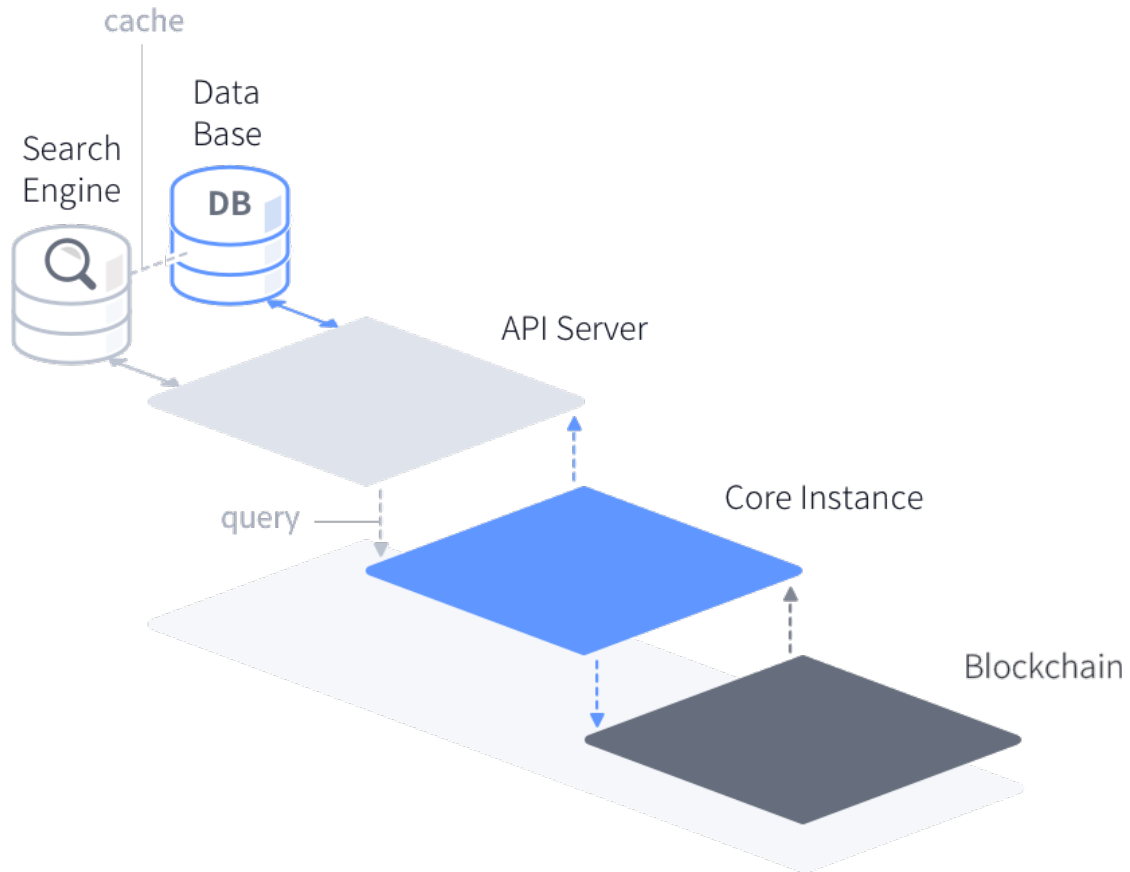 cache
Data
Base
Search
Engine
DB
API Server
Core Instance
query
Blockchain